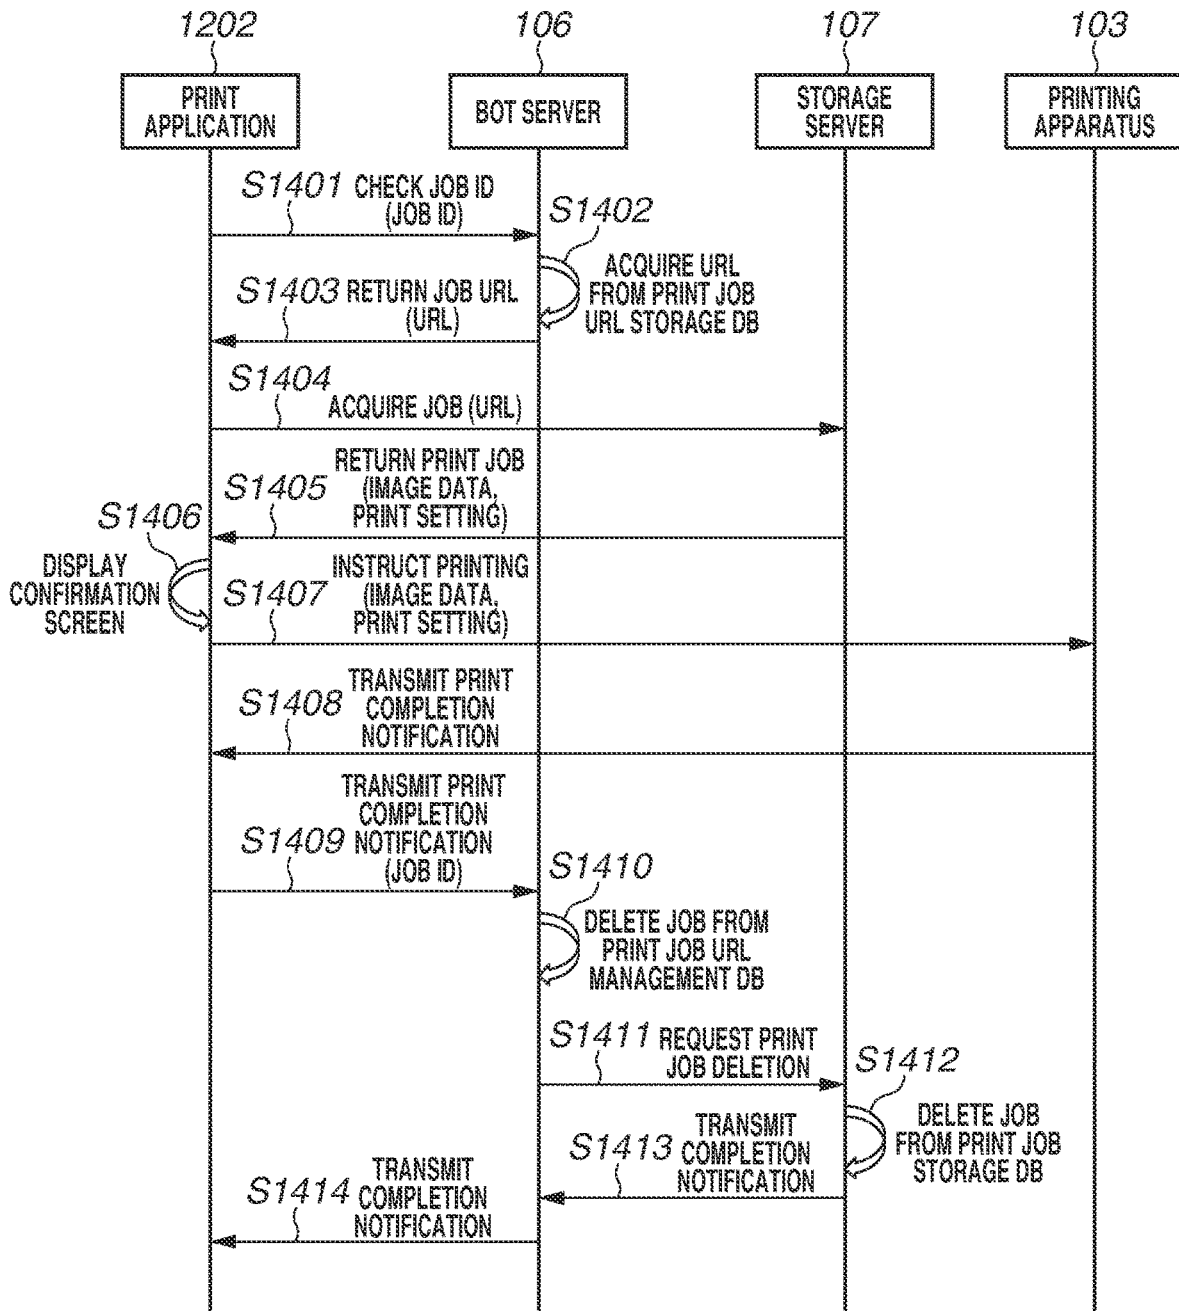 1202
106
107
103
PRINT
APPLICATION
BOT SERVER
STORAGE
SERVER
PRINTING
APPARATUS
S1401
CHECK JOB ID
(JOB ID)
S1402
ACQUIRE URL
FROM PRINT JOB
URL STORAGE DB
S1403
RETURN JOB URL
(URL)
S1404
ACQUIRE JOB (URL)
S1405
RETURN PRINT JOB
(IMAGE DATA,
PRINT SETTING)
S1406
DISPLAY
CONFIRMATION
SCREEN
S1407
INSTRUCT PRINTING
(IMAGE DATA,
PRINT SETTING)
S1408
TRANSMIT PRINT
COMPLETION
NOTIFICATION
S1409
TRANSMIT PRINT
COMPLETION
NOTIFICATION
(JOB ID)
S1410
DELETE JOB FROM
PRINT JOB URL
MANAGEMENT DB
S1411
REQUEST PRINT
JOB DELETION
S1412
DELETE JOB
FROM PRINT JOB
STORAGE DB
S1413
TRANSMIT
COMPLETION
NOTIFICATION
S1414
TRANSMIT
COMPLETION
NOTIFICATION